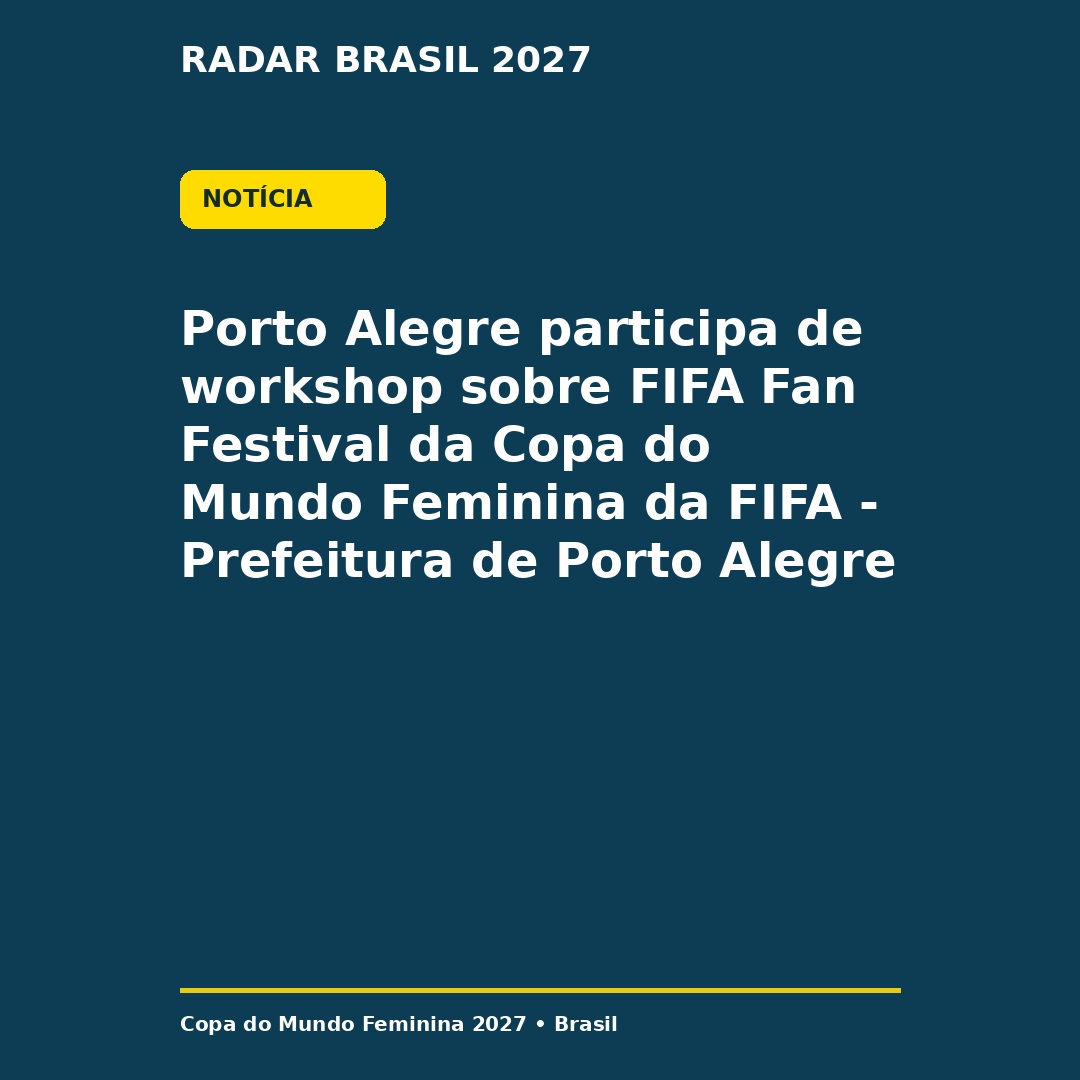 RADAR BRASIL 2027
NOTÍCIA
Porto Alegre participa de
workshop sobre FIFA Fan
Festival da Copa do
Mundo Feminina da FIFA -
Prefeitura de Porto Alegre
Copa do Mundo Feminina 2027 • Brasil